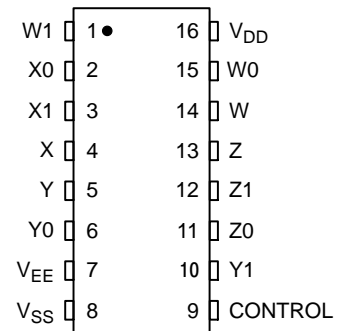 W1 1 16 VDD
X0 2 15 W0
X1 3 14 W
X 4 13 Z
Y 5 12 Z1
Y0 6 11 Z0
VEE 7 10 Y1
VSS 8 9 CONTROL